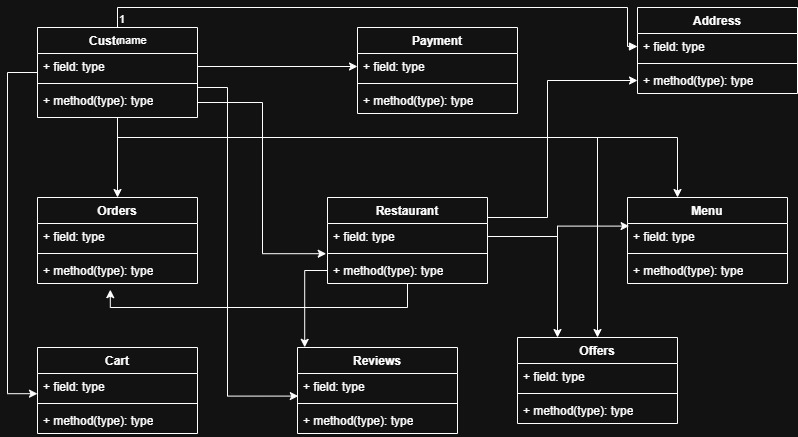 1
Custname
+ field: type
+ method(type): type
Payment
+ field: type
+ method(type): type
Address
+ field: type
+ method(type): type
Orders
+ field: type
+ method(type): type
Restaurant
+ field: type
+ method(type): type
Menu
+ field: type
+ method(type): type
Cart
+ field: type
+ method(type): type
Reviews
+ field: type
+ method(type): type
Offers
+ field: type
+ method(type): type